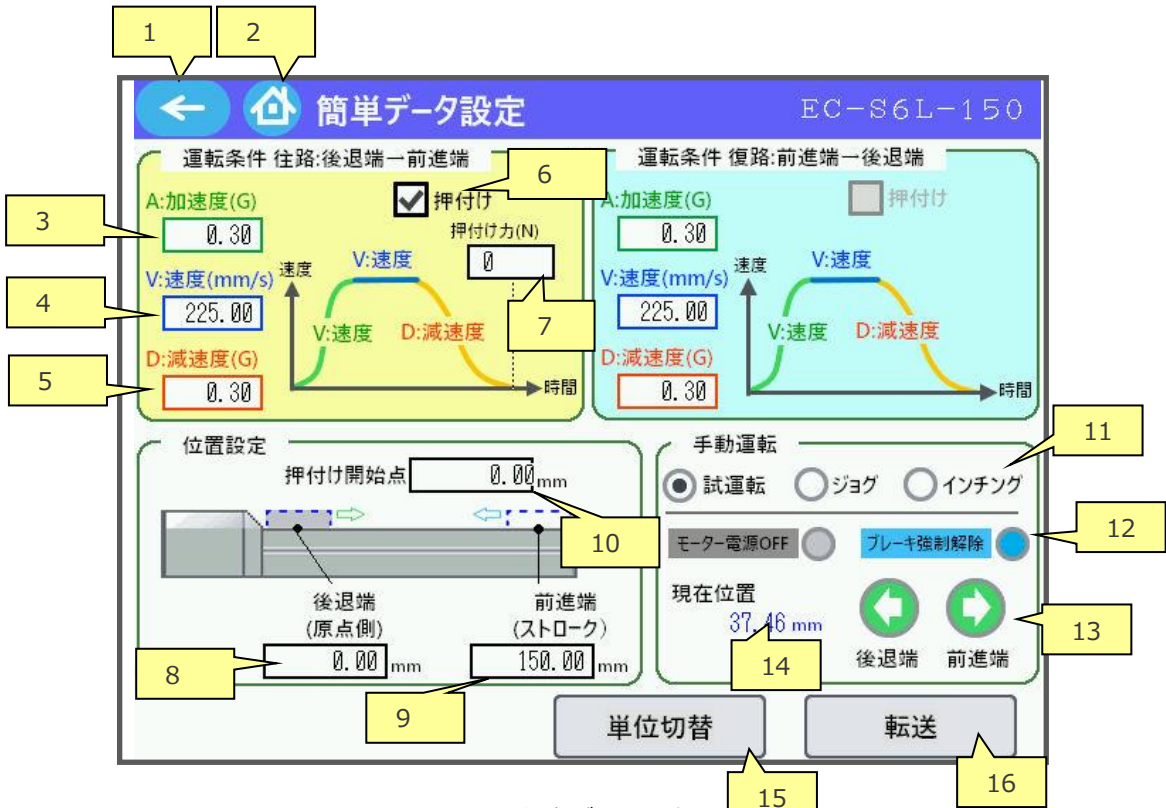 1
2
簡単データ設定
EC-S6L-150
運転条件 往路:後退端→前進端
A:加速度(G)
0.30
押付け
押付け力(N)
0
V:速度(mm/s)
225.00
D:減速度(G)
0.30
速度
V:速度
V:速度
D:減速度
時間
3
4
5
6
7
運転条件 復路:前進端→後退端
A:加速度(G)
0.30
押付け
V:速度(mm/s)
225.00
D:減速度(G)
0.30
速度
V:速度
V:速度
D:減速度
時間
位置設定
押付け開始点
0.00 mm
後退端
(原点側)
0.00 mm
前進端
(ストローク)
150.00 mm
8
9
10
手動運転
試運転 ジョグ インチング
モーター電源OFF
ブレーキ強制解除
現在位置
37.46 mm
後退端 前進端
11
12
13
14
単位切替
転送
15
16